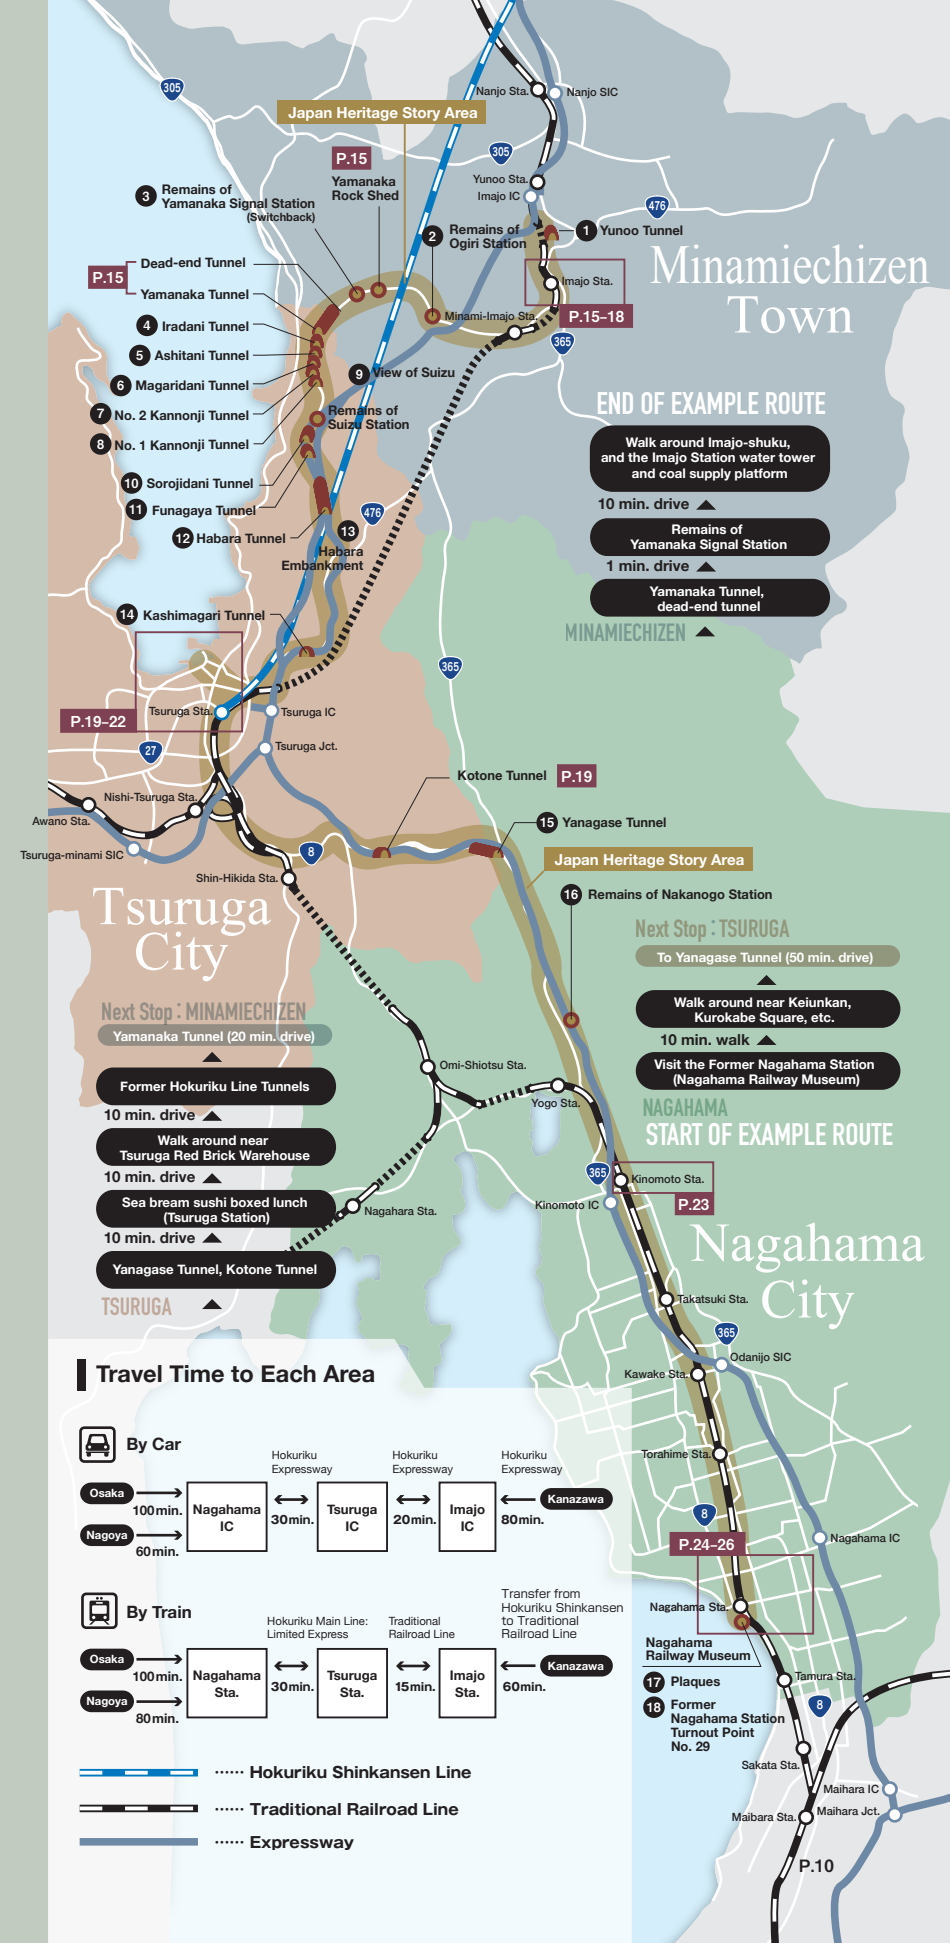 305
Nanjo Sta.
Nanjo SIC
Japan Heritage Story Area
305
P.15
Yamanaka
Rock Shed
Yunoo Sta.
Imajo IC
476
3 Remains of
Yamanaka Signal Station
(Switchback)
2 Remains of
Ogiri Station
1 Yunoo Tunnel
Minamiechizen
Town
P.15
Dead-end Tunnel
Yamanaka Tunnel
Imajo Sta.
P.15–18
Minami-Imajo Sta.
365
4 Iradani Tunnel
5 Ashitani Tunnel
6 Magaridani Tunnel
7 No. 2 Kannonji Tunnel
8 No. 1 Kannonji Tunnel
9 View of Suizu
Remains of
Suizu Station
10 Sorojidani Tunnel
11 Funagaya Tunnel
12 Habara Tunnel
476
13
Habara
Embankment
14 Kashimagari Tunnel
END OF EXAMPLE ROUTE
Walk around Imajo-shuku,
and the Imajo Station water tower
and coal supply platform
10 min. drive
Remains of
Yamanaka Signal Station
1 min. drive
Yamanaka Tunnel,
dead-end tunnel
MINAMIECHIZEN
365
Tsuruga Sta.
Tsuruga IC
P.19–22
27
Tsuruga Jct.
Kotone Tunnel P.19
Nishi-Tsuruga Sta.
Awano Sta.
15 Yanagase Tunnel
Tsuruga-minami SIC
8
Japan Heritage Story Area
Shin-Hikida Sta.
16 Remains of Nakanogo Station
Tsuruga
City
Next Stop : TSURUGA
To Yanagase Tunnel (50 min. drive)
Walk around near Keiunkan,
Kurokabe Square, etc.
10 min. walk
Visit the Former Nagahama Station
(Nagahama Railway Museum)
NAGAHAMA
START OF EXAMPLE ROUTE
Next Stop : MINAMIECHIZEN
Yamanaka Tunnel (20 min. drive)
Former Hokuriku Line Tunnels
10 min. drive
Walk around near
Tsuruga Red Brick Warehouse
10 min. drive
Sea bream sushi boxed lunch
(Tsuruga Station)
10 min. drive
Yanagase Tunnel, Kotone Tunnel
TSURUGA
Omi-Shiotsu Sta.
Yogo Sta.
365
Kinomoto Sta.
P.23
Kinomoto IC
Nagahara Sta.
Nagahama
City
Takatsuki Sta.
365
Odanijo SIC
Kawake Sta.
Torahime Sta.
8
P.24–26
Nagahama IC
Nagahama Sta.
Nagahama
Railway Museum
17 Plaques
18 Former
Nagahama Station
Turnout Point
No. 29
Tamura Sta.
8
Sakata Sta.
Maihara IC
Maibara Sta.
Maihara Jct.
P.10
Travel Time to Each Area
By Car
Hokuriku
Expressway
Hokuriku
Expressway
Hokuriku
Expressway
Osaka
100min.
Nagoya
60min.
Nagahama
IC
30min.
Tsuruga
IC
20min.
Imajo
IC
80min.
Kanazawa
By Train
Hokuriku Main Line:
Limited Express
Traditional
Railroad Line
Transfer from
Hokuriku Shinkansen
to Traditional
Railroad Line
Osaka
100min.
Nagoya
80min.
Nagahama
Sta.
30min.
Tsuruga
Sta.
15min.
Imajo
Sta.
60min.
Kanazawa
...... Hokuriku Shinkansen Line
...... Traditional Railroad Line
...... Expressway